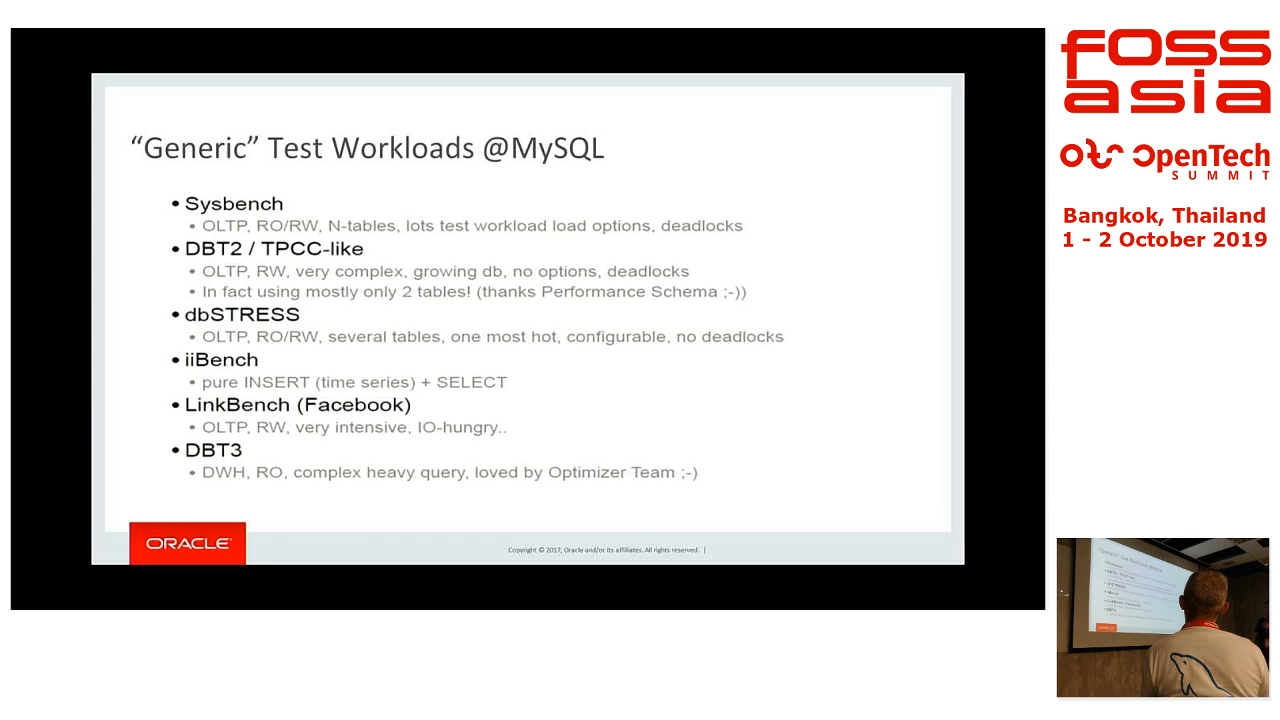 “Generic” Test Workloads @MySQL
• Sysbench
• OLTP, RO/RW, N-tables, lots test workload load options, deadlocks
• DBT2 / TPCC-like
• OLTP, RW, very complex, growing db, no options, deadlocks
• In fact using mostly only 2 tables! (thanks Performance Schema ;-))
• dbSTRESS
• OLTP, RO/RW, several tables, one most hot, configurable, no deadlocks
• iiBench
• pure INSERT (time series) + SELECT
• LinkBench (Facebook)
• OLTP, RW, very intensive, IO-hungry..
• DBT3
• DWH, RO, complex heavy query, loved by Optimizer Team ;-)
ORACLE
Copyright © 2017, Oracle and/or its affiliates. All rights reserved. |
FOSS
asia
OpenTech
SUMMIT
Bangkok, Thailand
1 - 2 October 2019